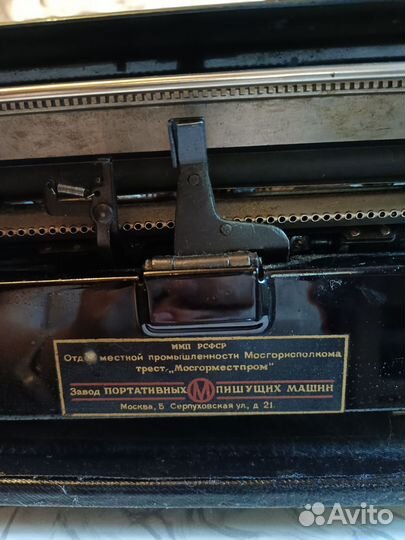 ММП РСФСР
Отд местной промышленности Мосгорисполкома
трест „Мосгорместпром"
Завод ПОРТАТИВНЫХ М ПИШУЩИХ МАШИН
Москва, Б Серпуховская ул., д 21.
Avito